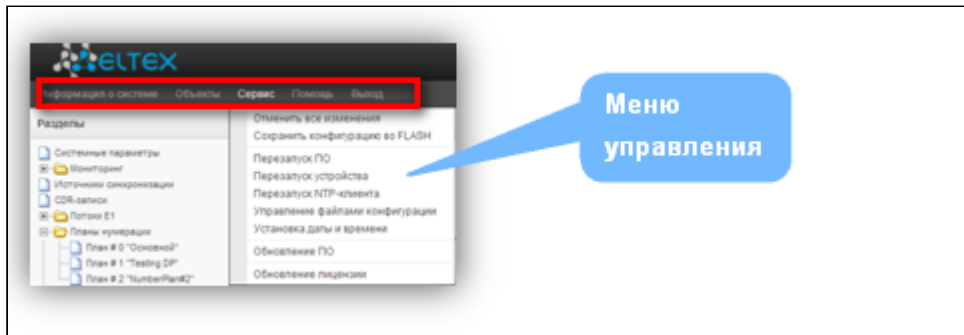 ELTEX
Информация о системе Объекты Сервис Помощь Выход
Разделы
Системные параметры
Мониторинг
Источники синхронизации
CDR-записи
Потоки E1
Планы нумерации
План # 0 "Основной"
План # 1 "Testing DP"
План # 2 "NumberPlan#2"
Отменить все изменения
Сохранить конфигурацию во FLASH
Перезапуск ПО
Перезапуск устройства
Перезапуск NTP-клиента
Управление файлами конфигурации
Установка даты и времени
Обновление ПО
Обновление лицензии
Меню
управления